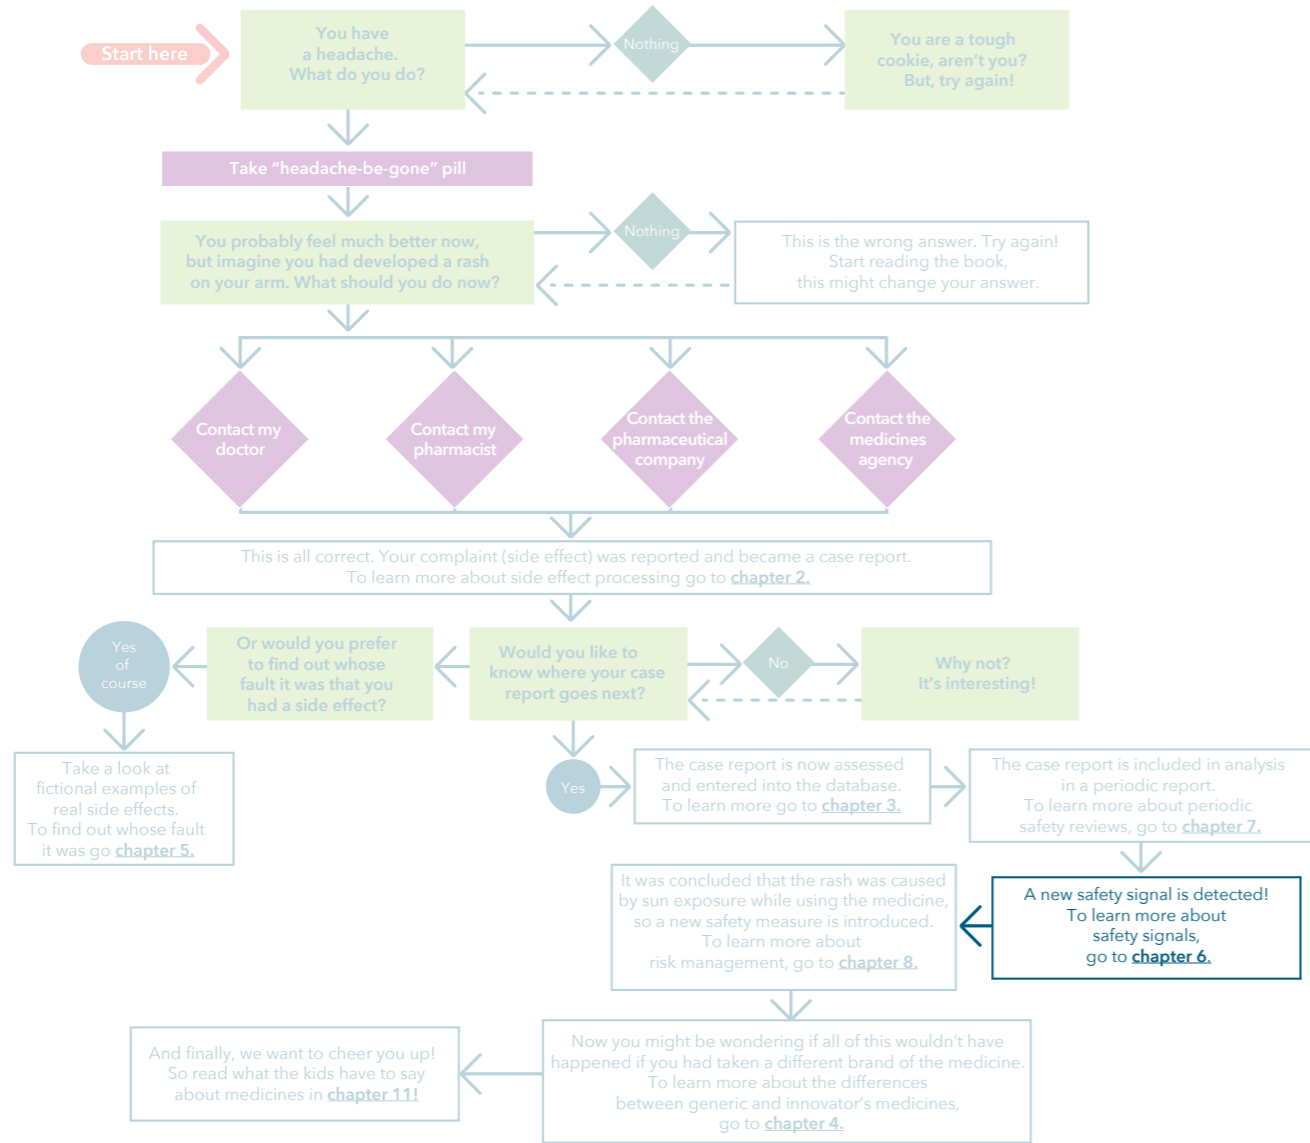 Start here
You have
a headache.
What do you do?
Nothing
You are a tough
cookie, aren't you?
But, try again!
Take “headache-be-gone” pill
You probably feel much better now,
but imagine you had developed a rash
on your arm. What should you do now?
Nothing
This is the wrong answer. Try again!
Start reading the book,
this might change your answer.
Contact my
doctor
Contact my
pharmacist
Contact the
pharmaceutical
company
Contact the
medicines
agency
This is all correct. Your complaint (side effect) was reported and became a case report.
To learn more about side effect processing go to chapter 2.
Yes
of
course
Or would you prefer
to find out whose
fault it was that you
had a side effect?
Would you like to
know where your case
report goes next?
No
Why not?
It's interesting!
Take a look at
fictional examples of
real side effects.
To find out whose fault
it was go chapter 5.
Yes
The case report is now assessed
and entered into the database.
To learn more go to chapter 3.
The case report is included in analysis
in a periodic report.
To learn more about periodic
safety reviews, go to chapter 7.
A new safety signal is detected!
To learn more about
safety signals,
go to chapter 6.
It was concluded that the rash was caused
by sun exposure while using the medicine,
so a new safety measure is introduced.
To learn more about
risk management, go to chapter 8.
Now you might be wondering if all of this wouldn't have
happened if you had taken a different brand of the medicine.
To learn more about the differences
between generic and innovator's medicines,
go to chapter 4.
And finally, we want to cheer you up!
So read what the kids have to say
about medicines in chapter 11!